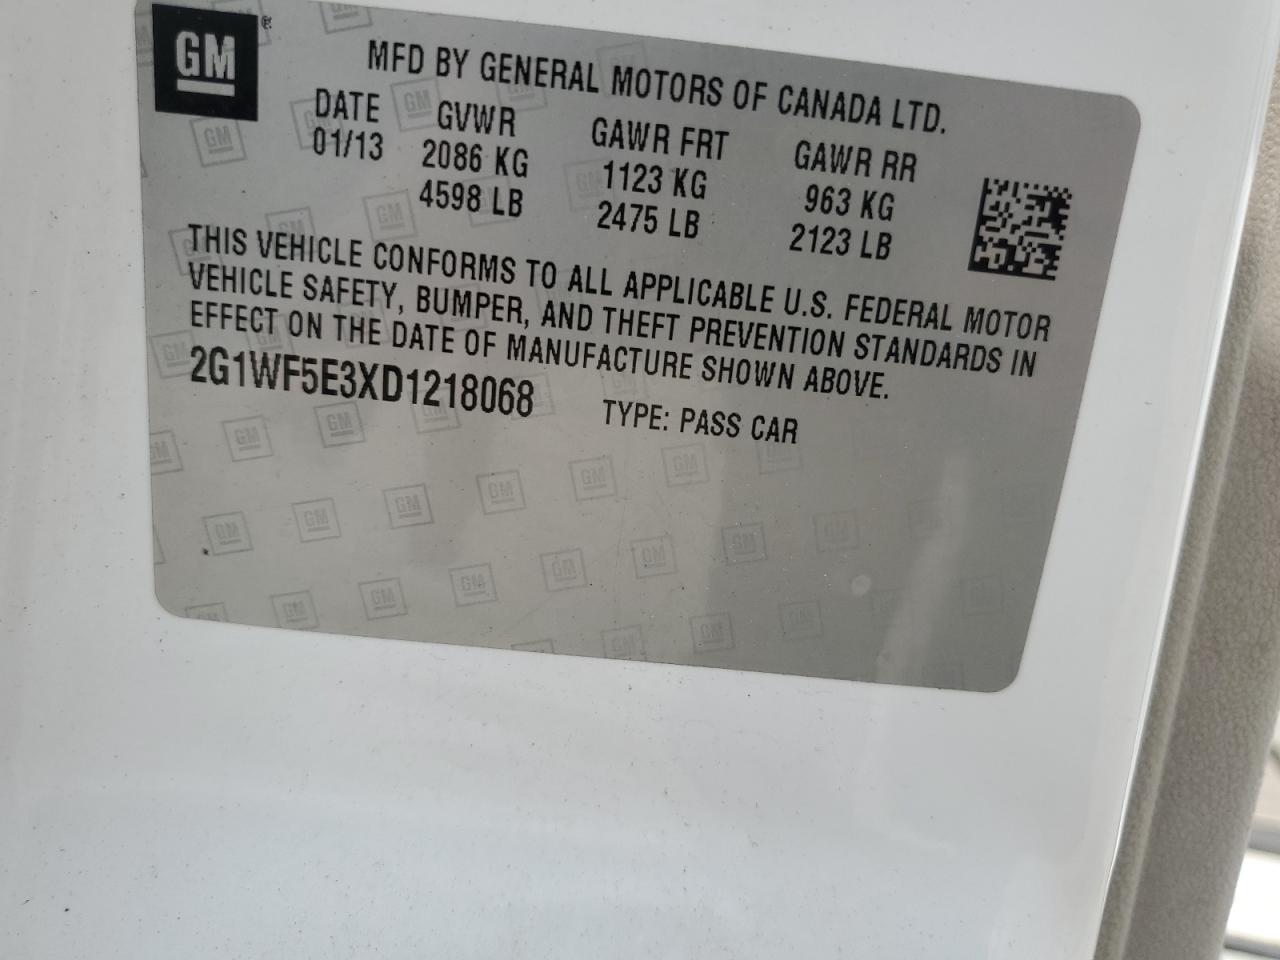 GM
MFD BY GENERAL MOTORS OF CANADA LTD.
DATE GVWR GAWR FRT GAWR RR
01/13 2086 KG 1123 KG 963 KG
4598 LB 2475 LB 2123 LB
THIS VEHICLE CONFORMS TO ALL APPLICABLE U.S. FEDERAL MOTOR
VEHICLE SAFETY, BUMPER, AND THEFT PREVENTION STANDARDS IN
EFFECT ON THE DATE OF MANUFACTURE SHOWN ABOVE.
2G1WF5E3XD1218068 TYPE: PASS CAR